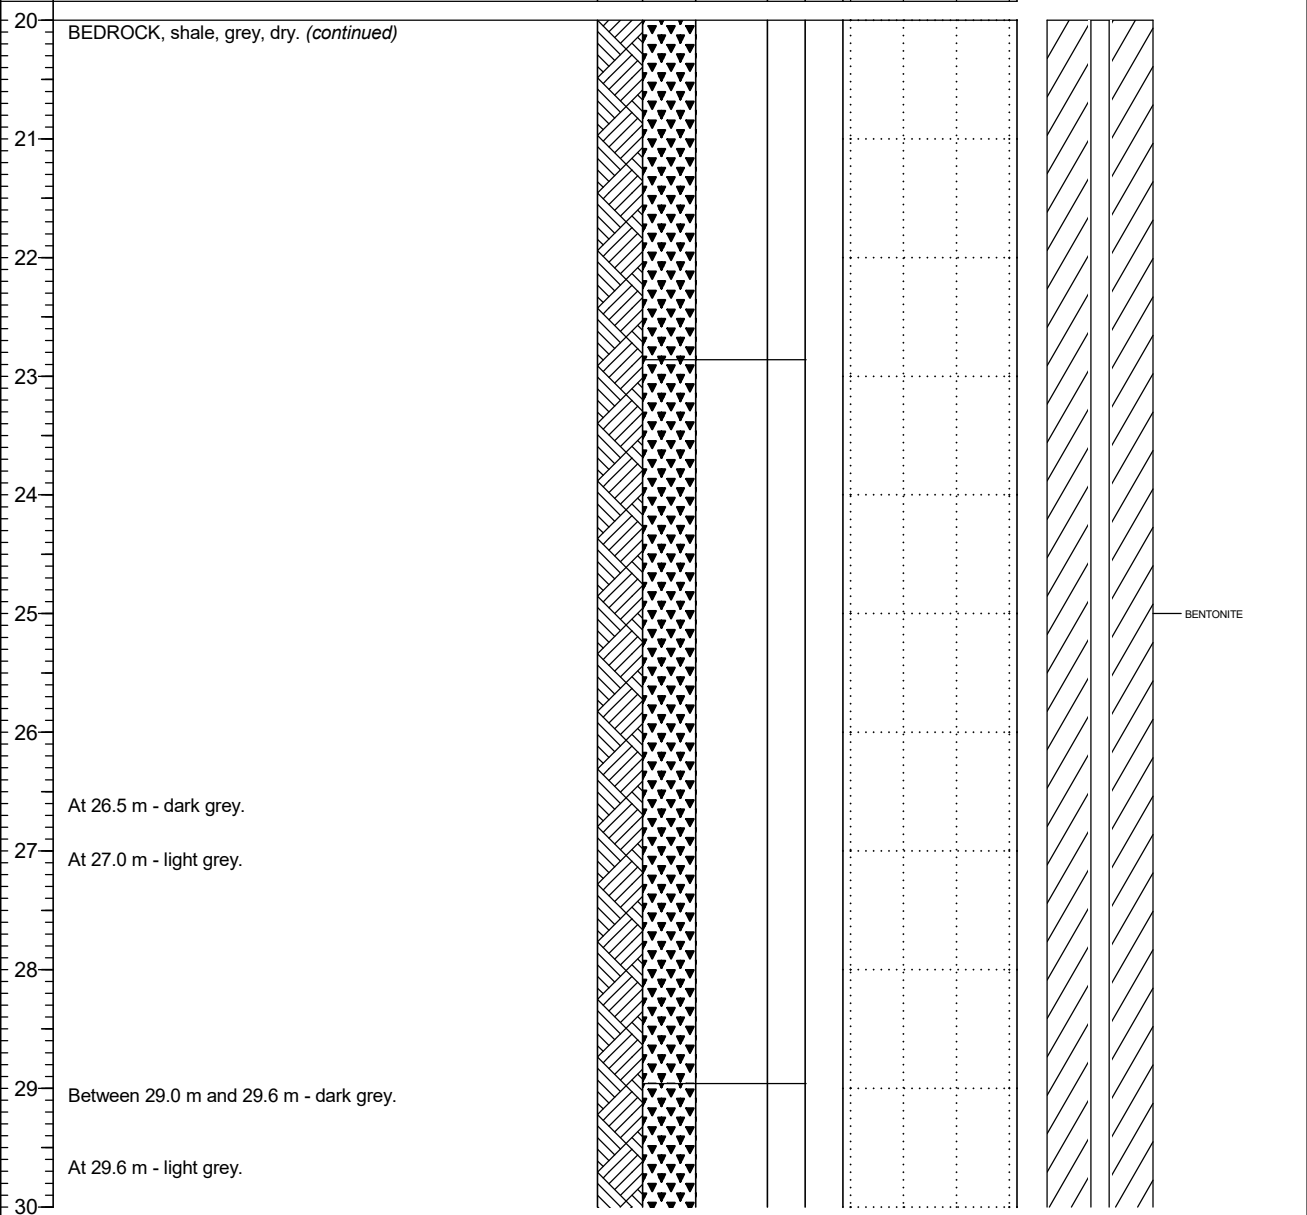 20
BEDROCK, shale, grey, dry. (continued)
21
22
23
24
25
BENTONITE
26
At 26.5 m - dark grey.
27
At 27.0 m - light grey.
28
29
Between 29.0 m and 29.6 m - dark grey.
At 29.6 m - light grey.
30